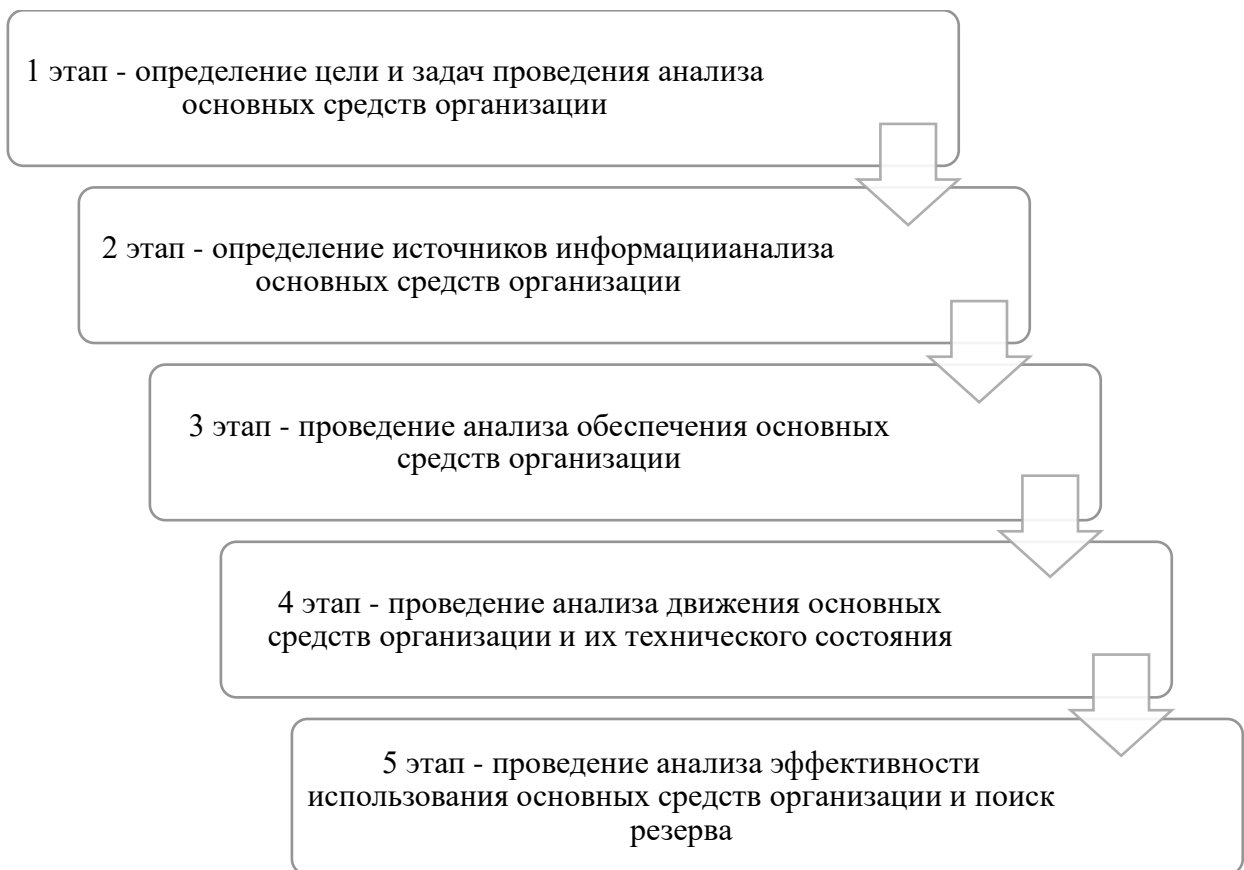 1 этап - определение цели и задач проведения анализа
основных средств организации
2 этап - определение источников информациианализа
основных средств организации
3 этап - проведение анализа обеспечения основных
средств организации
4 этап - проведение анализа движения основных
средств организации и их технического состояния
5 этап - проведение анализа эффективности
использования основных средств организации и поиск
резерва